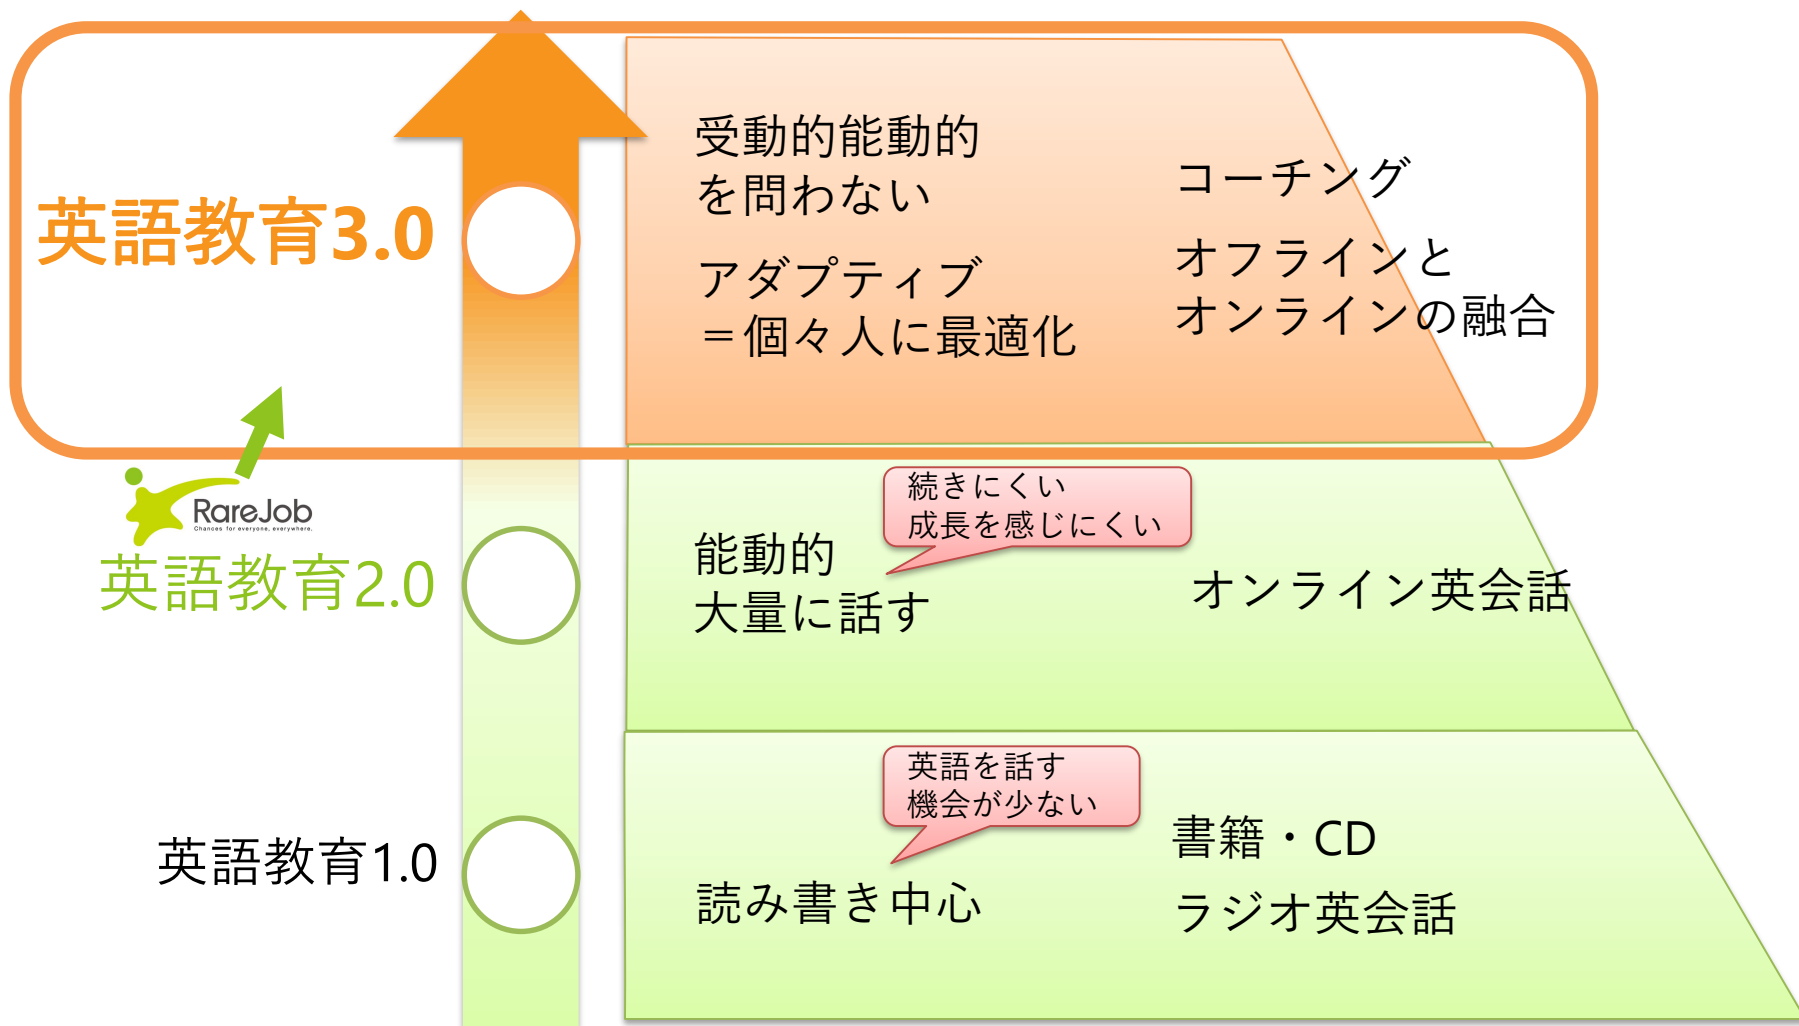 英語教育3.0
受動的能動的
を問わない
アダプティブ
＝個々人に最適化
コーチング
オフラインと
オンラインの融合
RareJob
Chances for everyone, everywhere.
英語教育2.0
続きにくい
成長を感じにくい
能動的
大量に話す
オンライン英会話
英語教育1.0
英語を話す
機会が少ない
読み書き中心
書籍・CD
ラジオ英会話